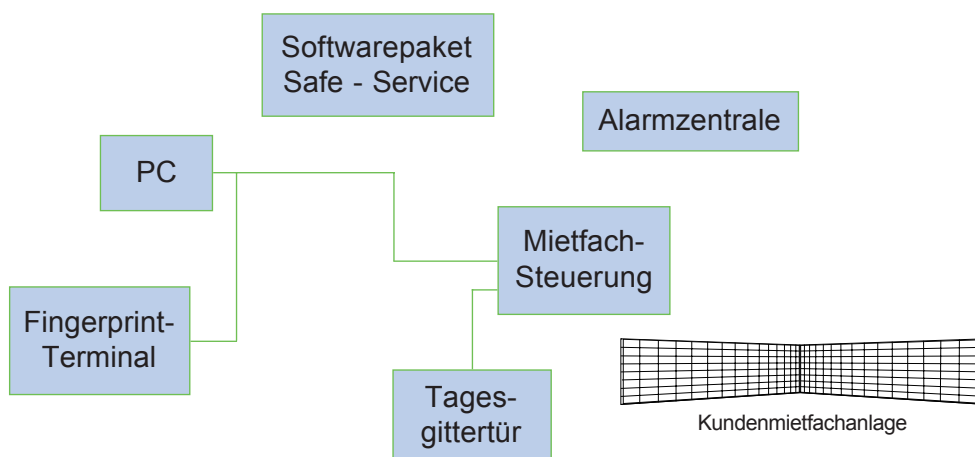 Softwarepaket
Safe - Service
Alarmzentrale
PC
Mietfach-
Steuerung
Fingerprint-
Terminal
Tages-
gittertür
Kundenmietfachanlage